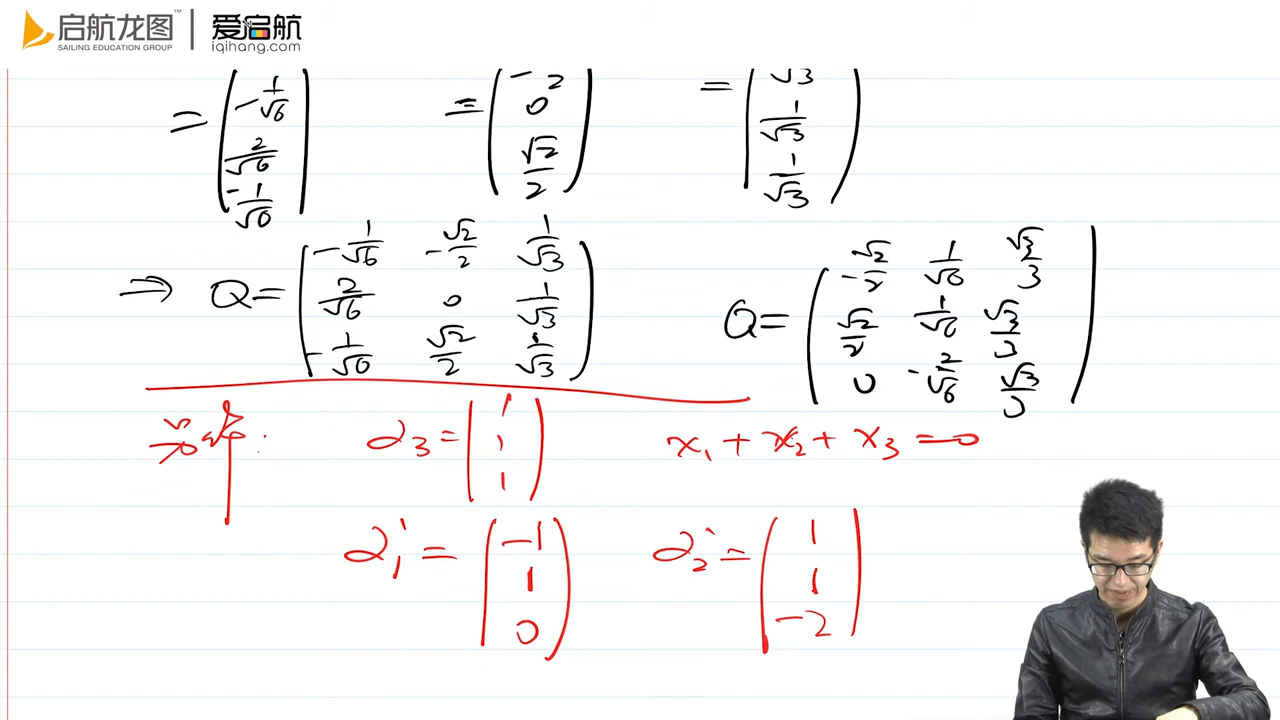 启航龙图™ | 爱启航
SAILING EDUCATION GROUP iqihang.com
= ( -1/√6 2/√6 -1/√6 ) = ( -√2/2 0 √2/2 ) = ( 1/√3 1/√3 1/√3 )
⇒ Q = ( -1/√6 -√2/2 1/√3
2/√6 0 1/√3
-1/√6 √2/2 1/√3 )
Q = ( -√2/2 1/√6 √3/3
√2/2 1/√6 √3/3
0 -2/√6 √3/3 )
α₃ = ( 1 1 1 ) x₁ + x₂ + x₃ = 0
α₁' = ( -1 1 0 ) α₂' = ( 1 1 -2 )